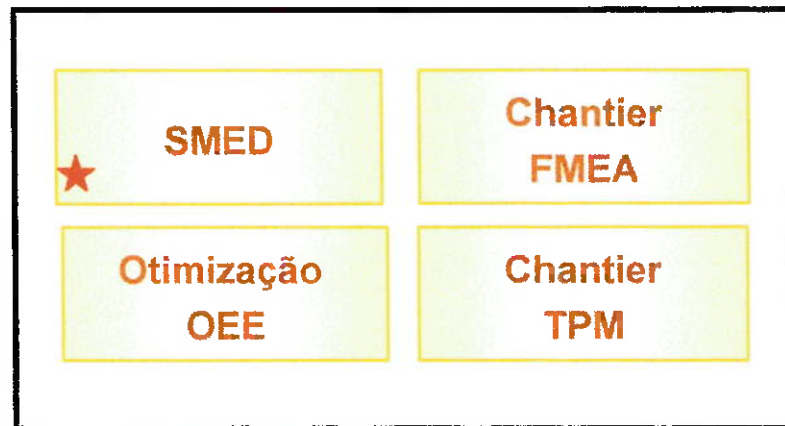 SMED
Chantier
FMEA
Otimização
OEE
Chantier
TPM